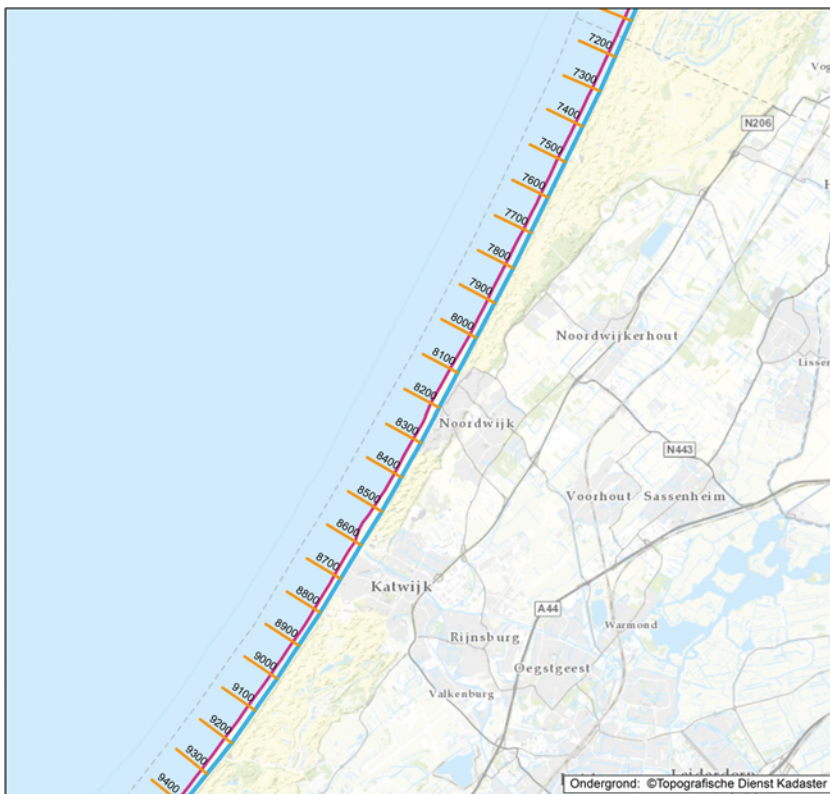 7200
7300
7400
N206
7500
7600
7700
7800
7900
8000
Noordwijkerhout
8100
8200
Noordwijk
8300
N443
8400
8500
Voorhout
Sassenheim
8600
8700
Katwijk
A44
8800
Warmond
8900
Rijnsburg
9000
Oegstgeest
9100
Valkenburg
9200
9300
9400
Ondergrond: ©Topografische Dienst Kadaster